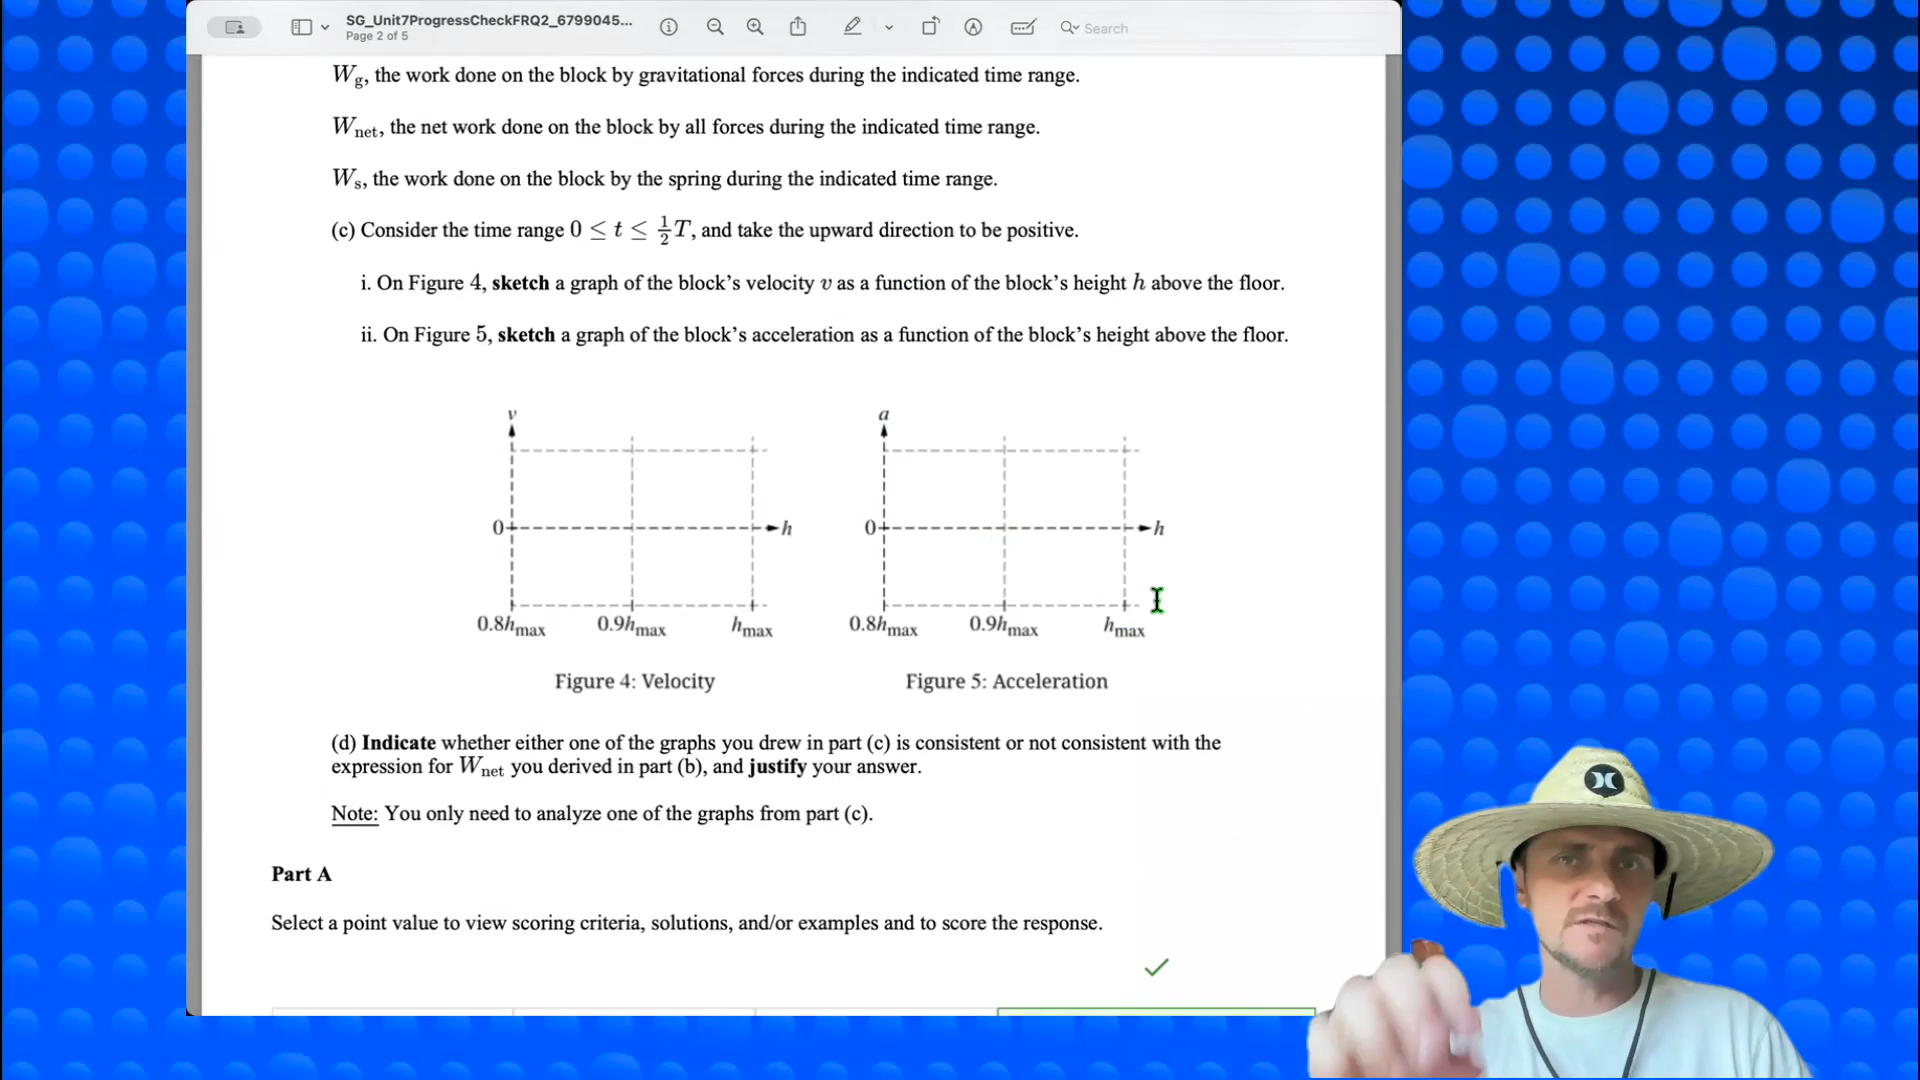 SG_Unit7ProgressCheckFRQ2_6799045...
Page 2 of 5
Search
W_g, the work done on the block by gravitational forces during the indicated time range.
W_net, the net work done on the block by all forces during the indicated time range.
W_s, the work done on the block by the spring during the indicated time range.
(c) Consider the time range 0 ≤ t ≤ 1/2 T, and take the upward direction to be positive.
i. On Figure 4, sketch a graph of the block's velocity v as a function of the block's height h above the floor.
ii. On Figure 5, sketch a graph of the block's acceleration as a function of the block's height above the floor.
v
0
h
0.8h_max 0.9h_max h_max
Figure 4: Velocity
a
0
h
0.8h_max 0.9h_max h_max
Figure 5: Acceleration
(d) Indicate whether either one of the graphs you drew in part (c) is consistent or not consistent with the
expression for W_net you derived in part (b), and justify your answer.
Note: You only need to analyze one of the graphs from part (c).
Part A
Select a point value to view scoring criteria, solutions, and/or examples and to score the response.